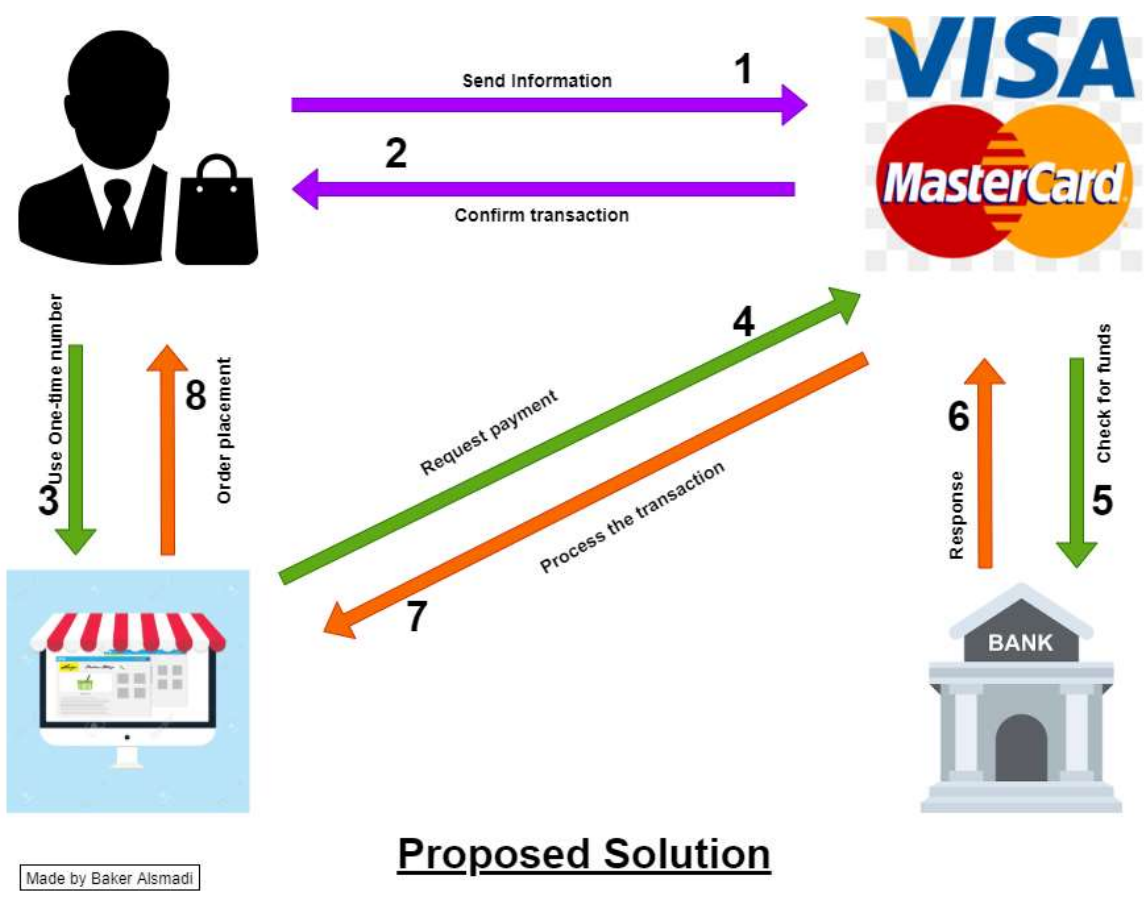 Send Information
1
VISA
2
MasterCard
Confirm transaction
3
Use One-time number
8
Order placement
4
Request payment
Process the transaction
7
6
Response
Check for funds
5
BANK
Proposed Solution
Made by Baker Alsmadi